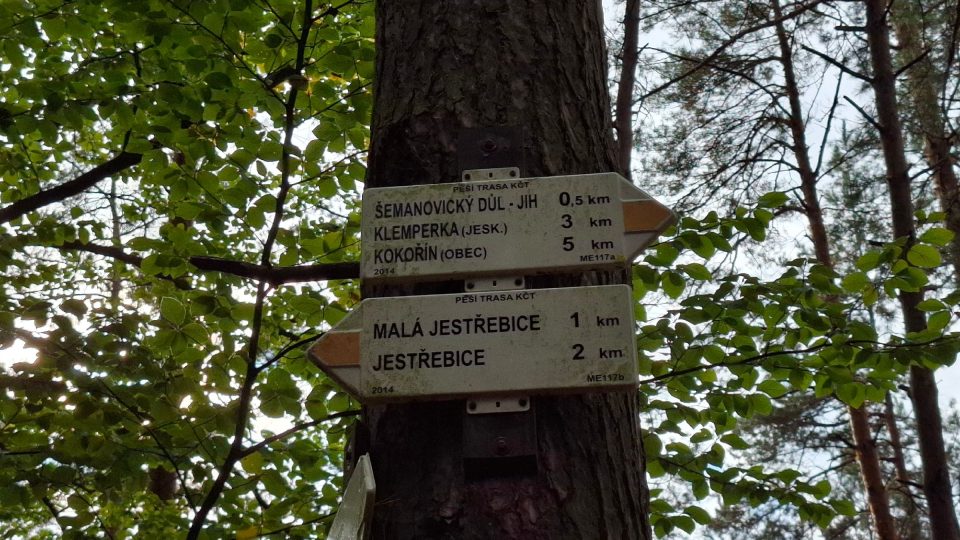 PĚŠÍ TRASA KČT
ŠEMANOVICKÝ DŮL - JIH 0,5 km
KLEMPERKA (JESK.) 3 km
KOKOŘÍN (OBEC) 5 km
2014 ME117a
PĚŠÍ TRASA KČT
MALÁ JESTŘEBICE 1 km
JESTŘEBICE 2 km
2014 ME117b